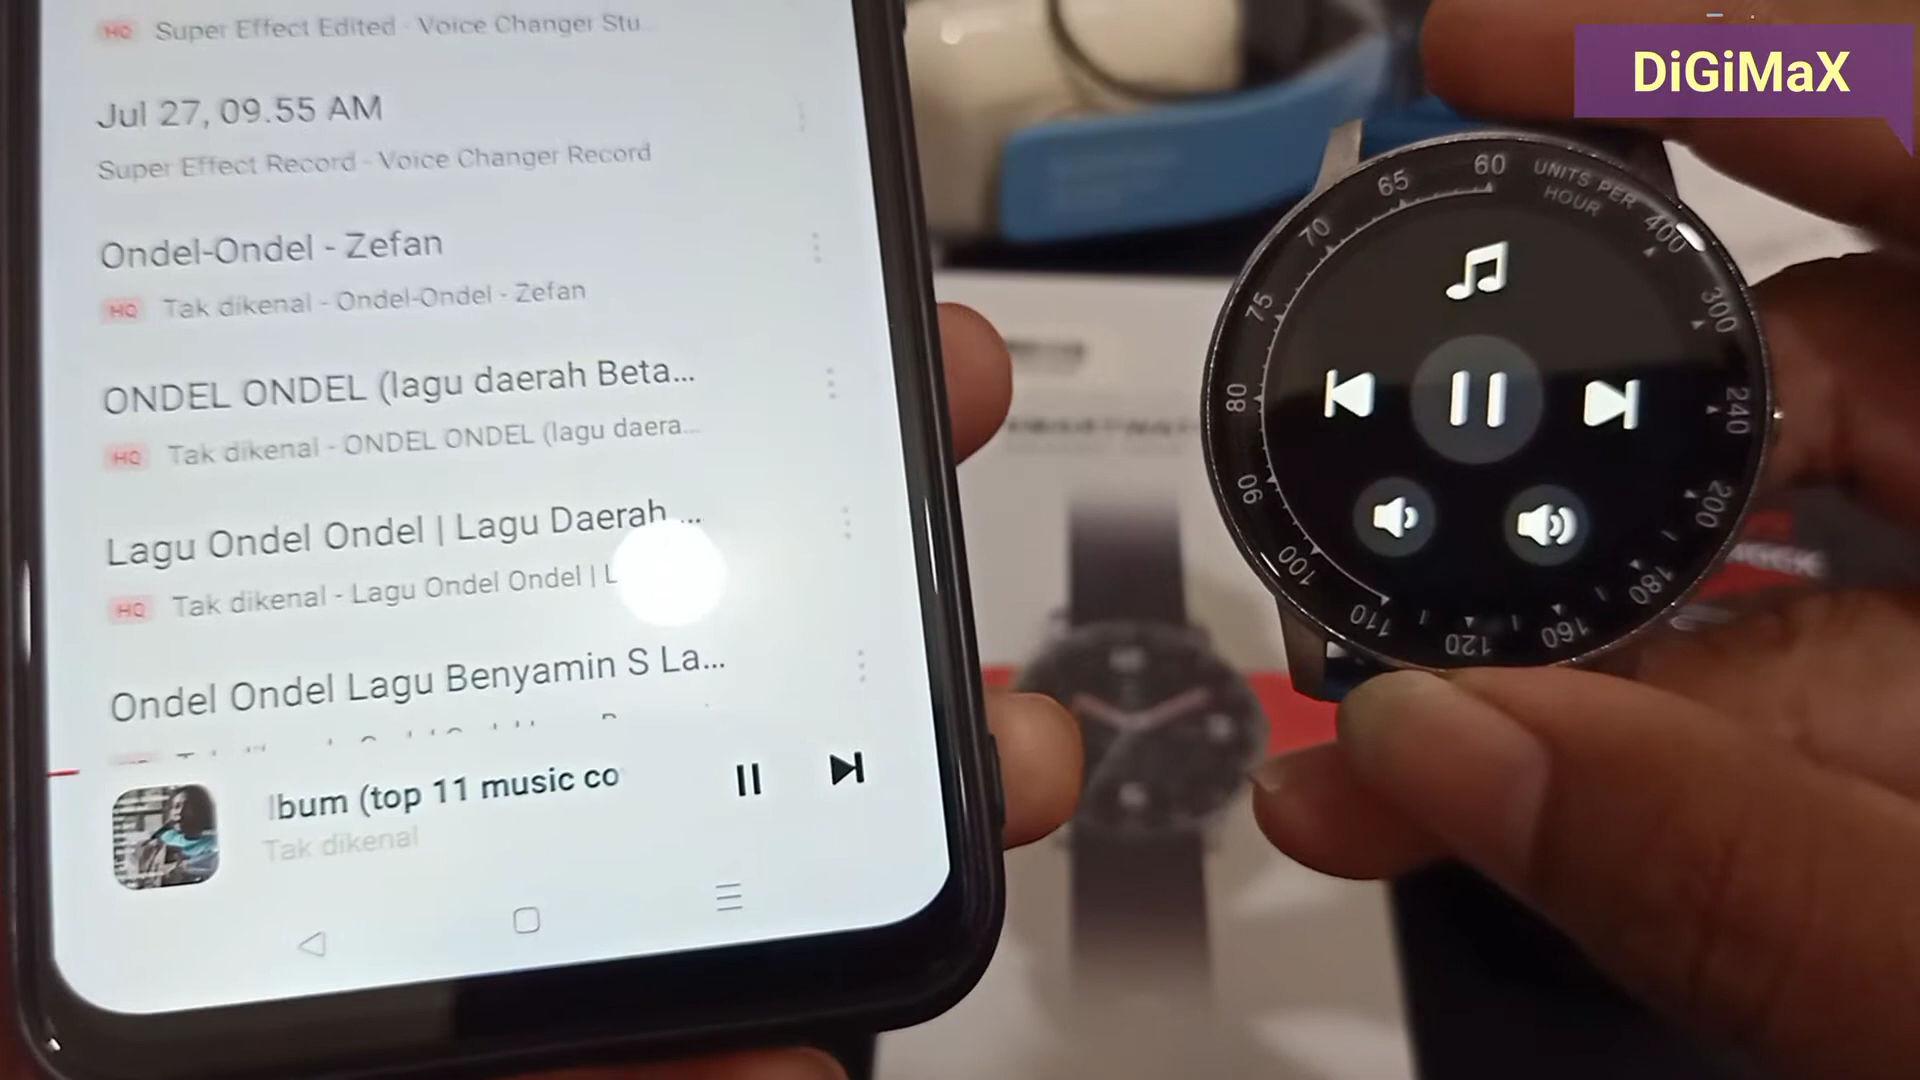 HQ Super Effect Edited - Voice Changer Stu...
Jul 27, 09.55 AM
Super Effect Record - Voice Changer Record
Ondel-Ondel - Zefan
HQ Tak dikenal - Ondel-Ondel - Zefan
ONDEL ONDEL (lagu daerah Beta...
HQ Tak dikenal - ONDEL ONDEL (lagu daera...
Lagu Ondel Ondel | Lagu Daerah ...
HQ Tak dikenal - Lagu Ondel Ondel | L
Ondel Ondel Lagu Benyamin S La...
lbum (top 11 music co
Tak dikenal
DiGiMaX
UNITS PER
HOUR
60
65
70
75
80
90
100
110
120
160
180
200
240
300
400